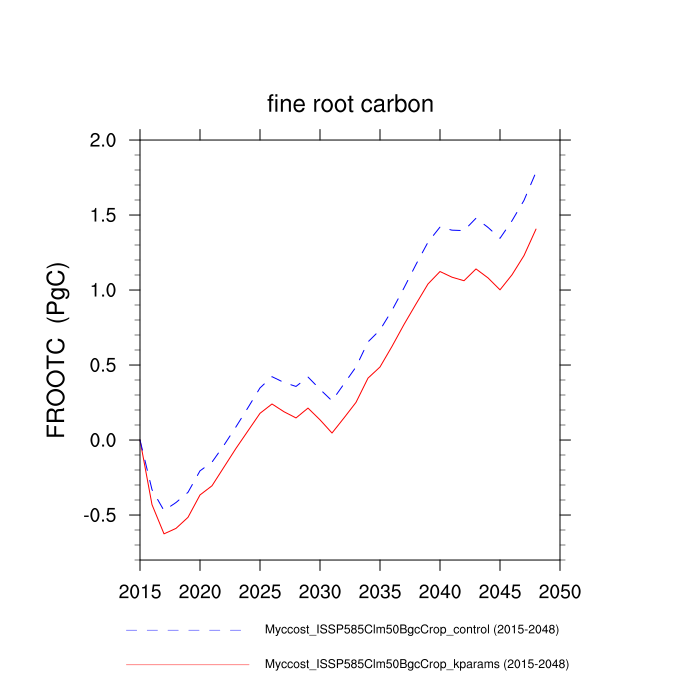 fine root carbon
2.0
1.5
1.0
0.5
0.0
-0.5
FROOTC (PgC)
2015 2020 2025 2030 2035 2040 2045 2050
Myccost_ISSP585Clm50BgcCrop_control (2015-2048)
Myccost_ISSP585Clm50BgcCrop_kparams (2015-2048)